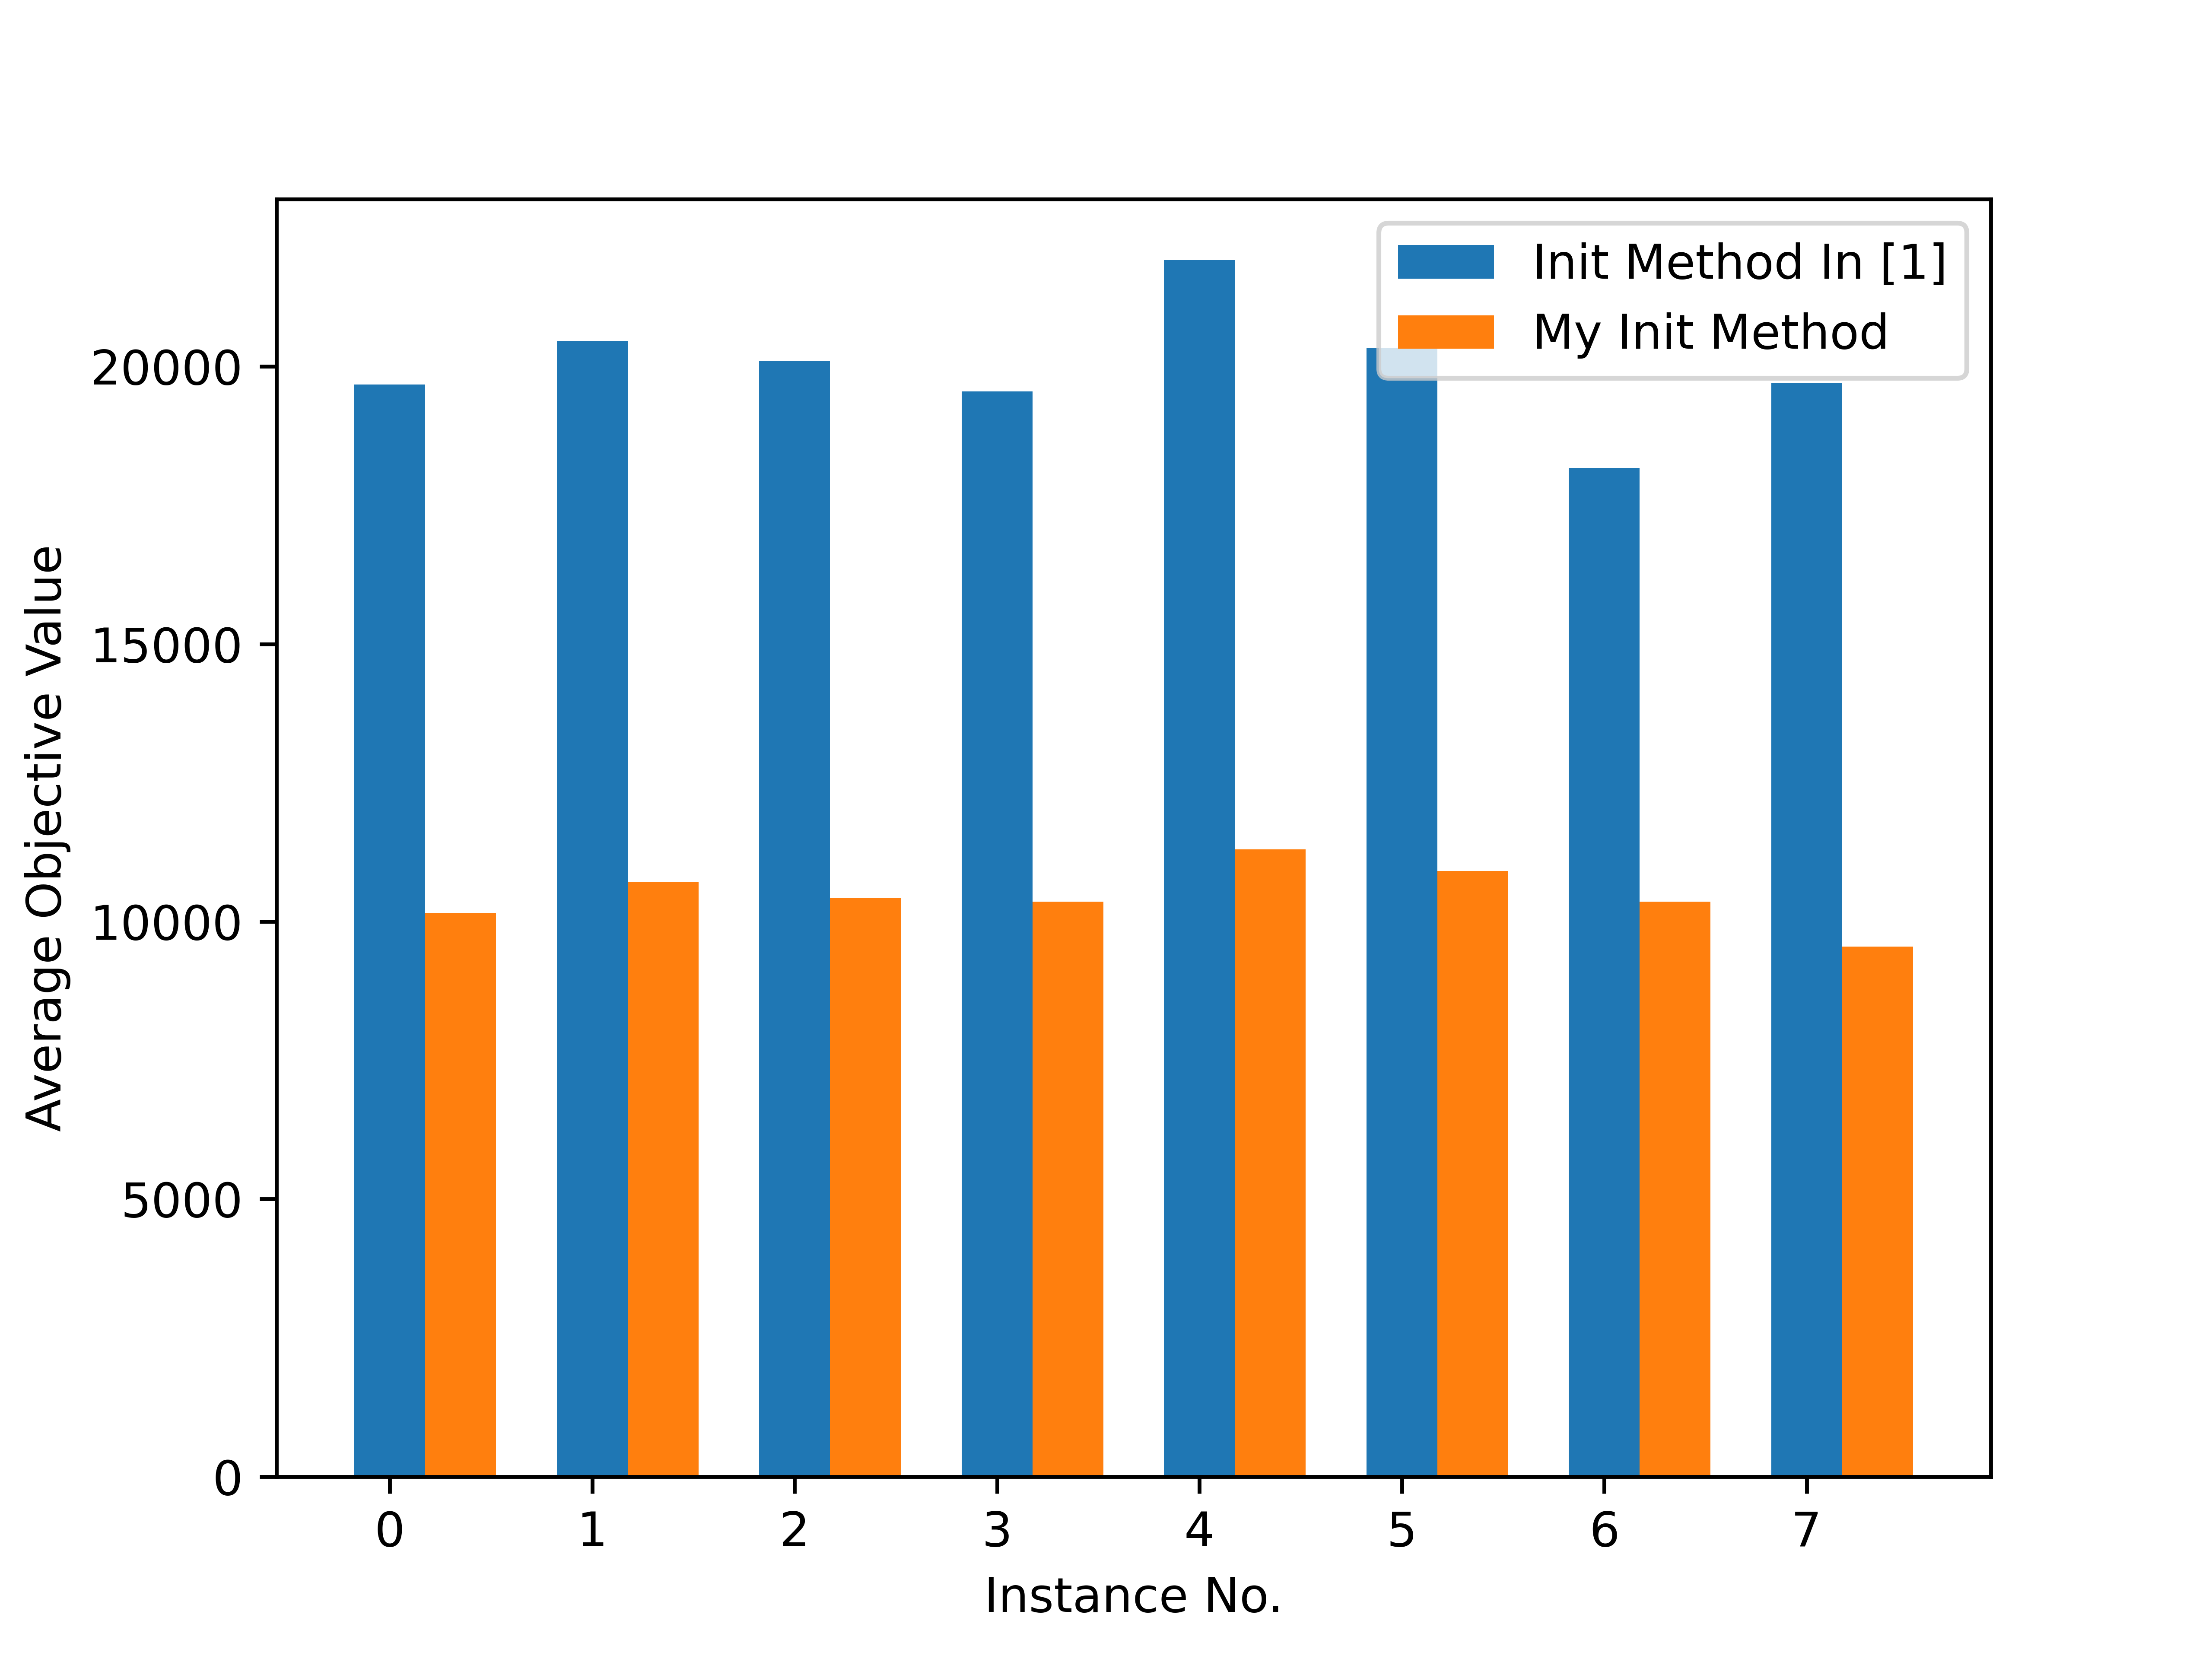 Init Method In [1]
My Init Method
20000
15000
10000
5000
0
Average Objective Value
0 1 2 3 4 5 6 7
Instance No.